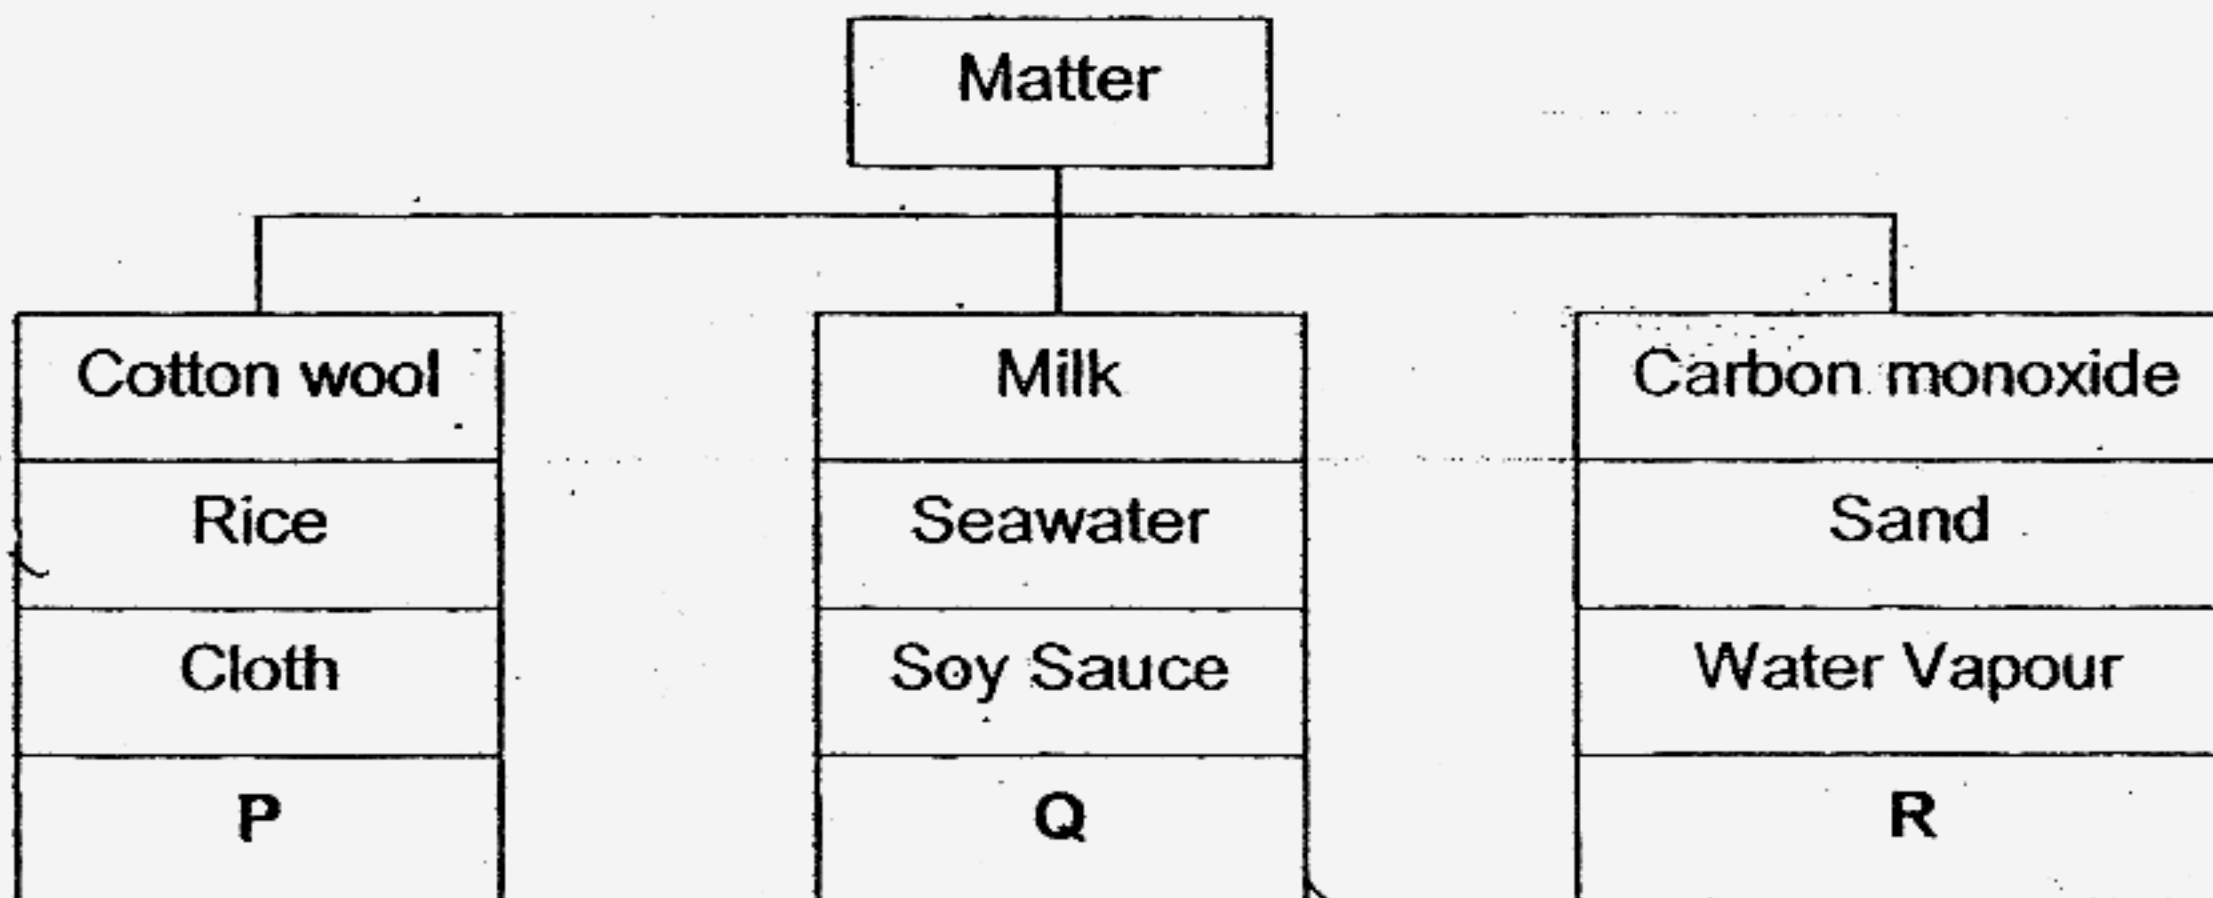 Matter
Cotton wool
Milk
Carbon monoxide
Rice
Seawater
Sand
Cloth
Soy Sauce
Water Vapour
P
Q
R